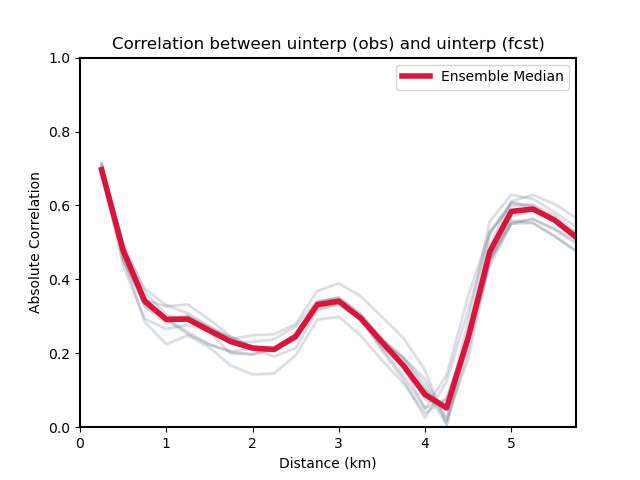 Correlation between uinterp (obs) and uinterp (fcst)
Ensemble Median
Absolute Correlation
1.0
0.8
0.6
0.4
0.2
0.0
0 1 2 3 4 5
Distance (km)